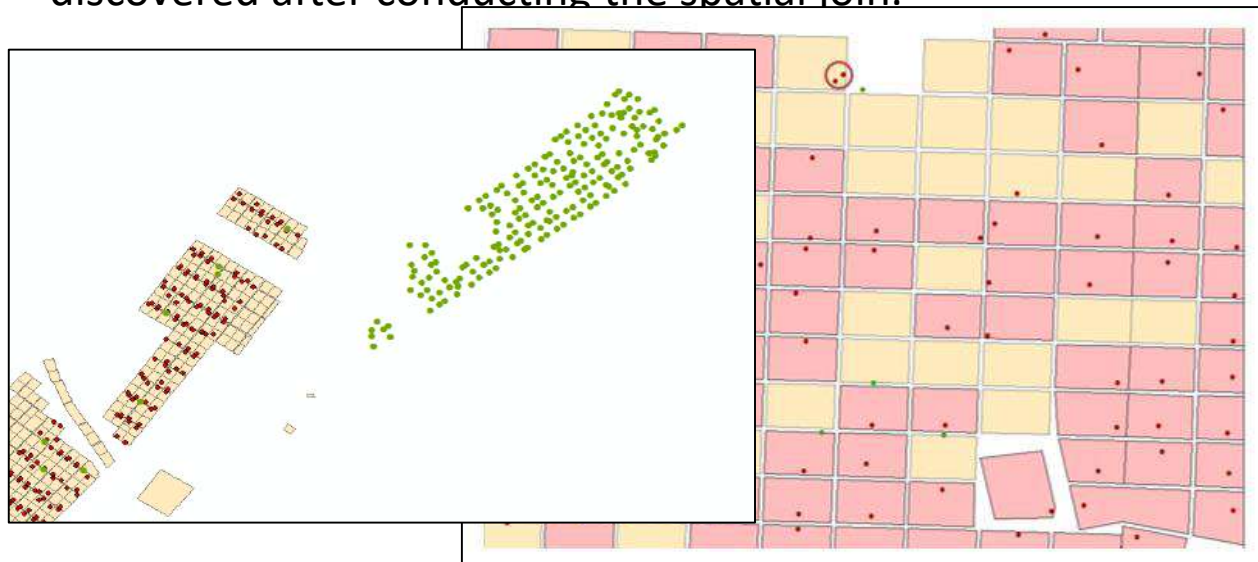 discovered after conducting the spatial join.